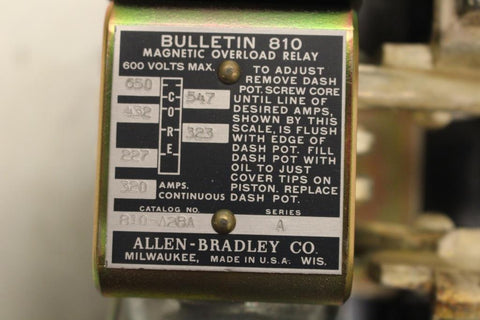 BULLETIN 810
MAGNETIC OVERLOAD RELAY
600 VOLTS MAX.
650
547
432
323
227
CORE
320 AMPS.
CONTINUOUS
TO ADJUST
REMOVE DASH
POT. SCREW CORE
UNTIL LINE OF
DESIRED AMPS,
SHOWN BY THIS
SCALE, IS FLUSH
WITH EDGE OF
DASH POT. FILL
DASH POT WITH
OIL TO JUST
COVER TIPS ON
PISTON. REPLACE
DASH POT.
CATALOG NO. SERIES
810-A28A A
ALLEN-BRADLEY CO.
MILWAUKEE, MADE IN U.S.A. WIS.